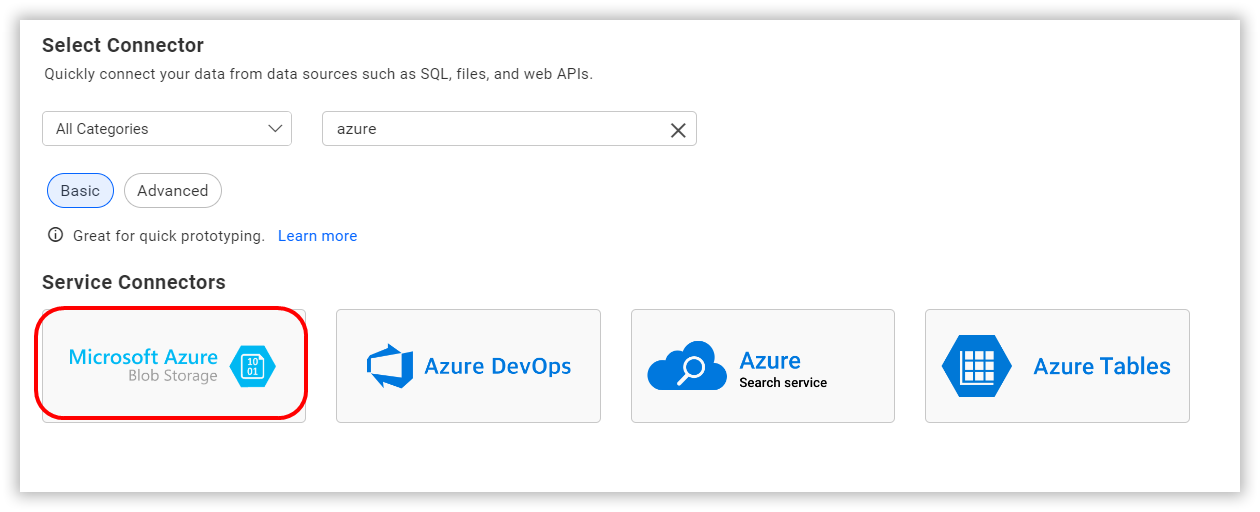 Select Connector
Quickly connect your data from data sources such as SQL, files, and web APIs.
All Categories
azure
Basic
Advanced
Great for quick prototyping. Learn more
Service Connectors
Microsoft Azure
Blob Storage
10
01
Azure DevOps
Azure
Search service
Azure Tables